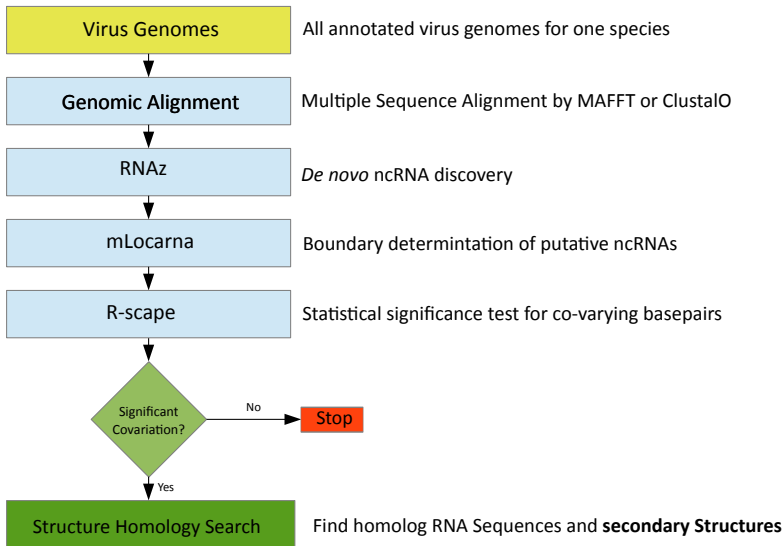 Virus Genomes
All annotated virus genomes for one species
Genomic Alignment
Multiple Sequence Alignment by MAFFT or ClustalO
RNAz
De novo ncRNA discovery
mLocarna
Boundary determintation of putative ncRNAs
R-scape
Statistical significance test for co-varying basepairs
Significant
Covariation?
No
Stop
Yes
Structure Homology Search
Find homolog RNA Sequences and secondary Structures